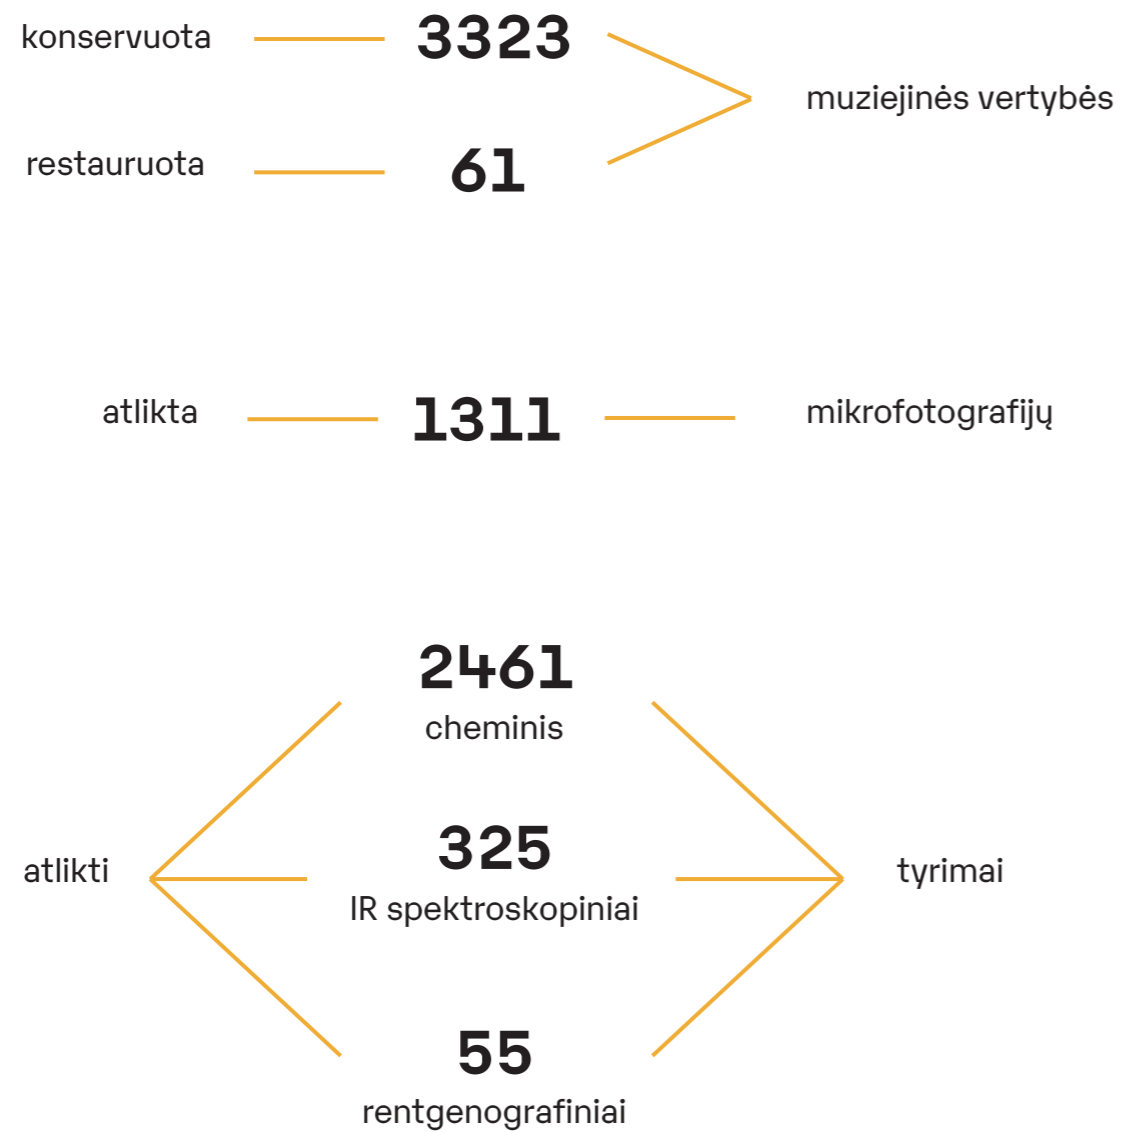 konservuota 3323
muziejinės vertybės
restauruota 61
atlikta 1311 mikrofotografijų
2461
cheminis
325
atlikti tyrimai
IR spektroskopiniai
55
rentgenografiniai